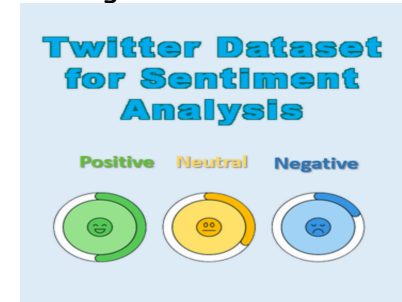 Twitter Dataset
for Sentiment
Analysis
Positive Neutral Negative